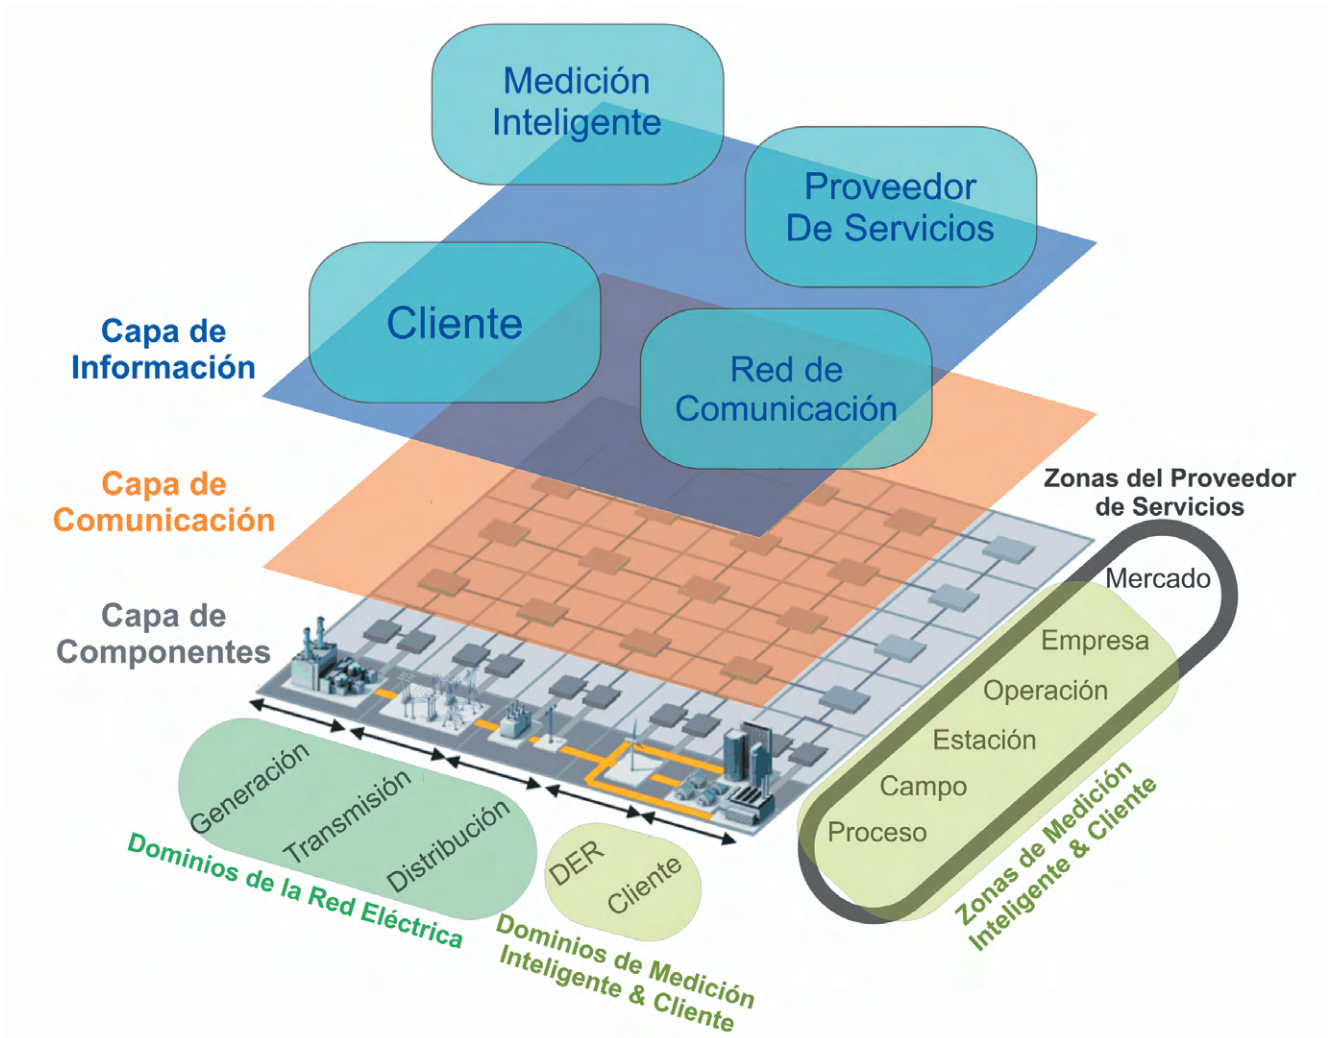 Medición
Inteligente
Proveedor
De Servicios
Cliente
Red de
Comunicación
Capa de
Información
Capa de
Comunicación
Capa de
Componentes
Zonas del Proveedor
de Servicios
Mercado
Empresa
Operación
Estación
Campo
Proceso
Zonas de Medición
Inteligente & Cliente
Generación
Transmisión
Distribución
Dominios de la Red Eléctrica
DER
Cliente
Dominios de Medición
Inteligente & Cliente